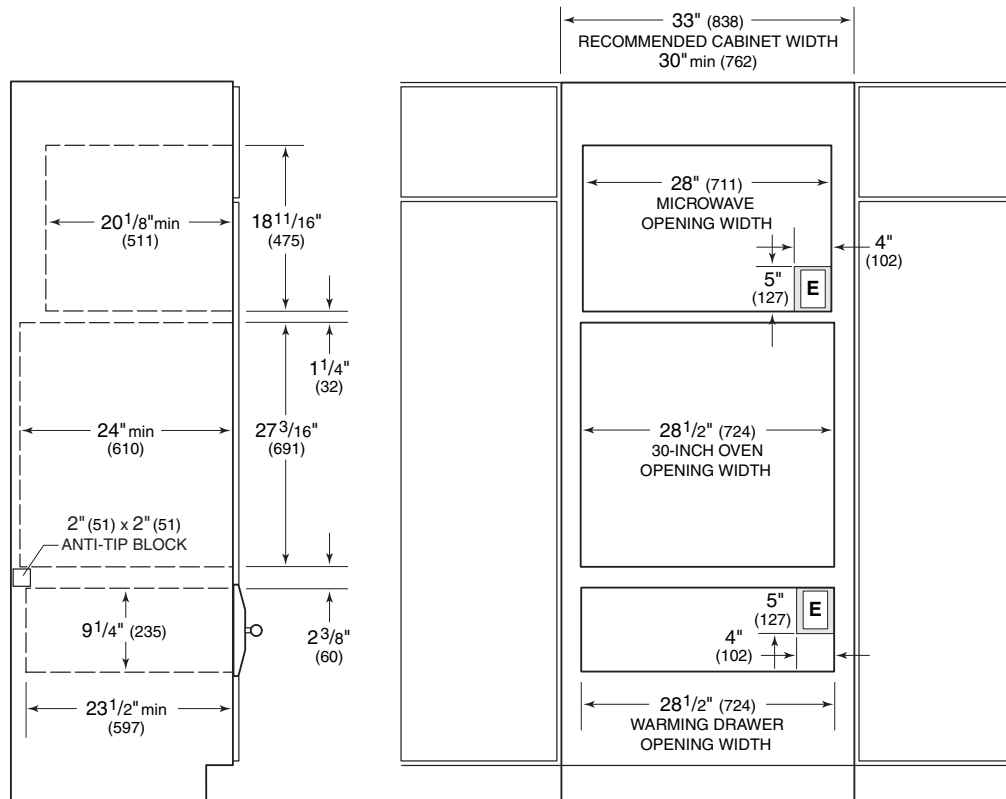 33" (838)
RECOMMENDED CABINET WIDTH
30" min (762)
20 1/8" min
(511)
18 11/16"
(475)
28" (711)
MICROWAVE
OPENING WIDTH
4"
(102)
5"
(127)
E
1 1/4"
(32)
24" min
(610)
27 3/16"
(691)
28 1/2" (724)
30-INCH OVEN
OPENING WIDTH
2" (51) x 2" (51)
ANTI-TIP BLOCK
9 1/4" (235)
2 3/8"
(60)
5"
(127)
E
4"
(102)
23 1/2" min
(597)
28 1/2" (724)
WARMING DRAWER
OPENING WIDTH